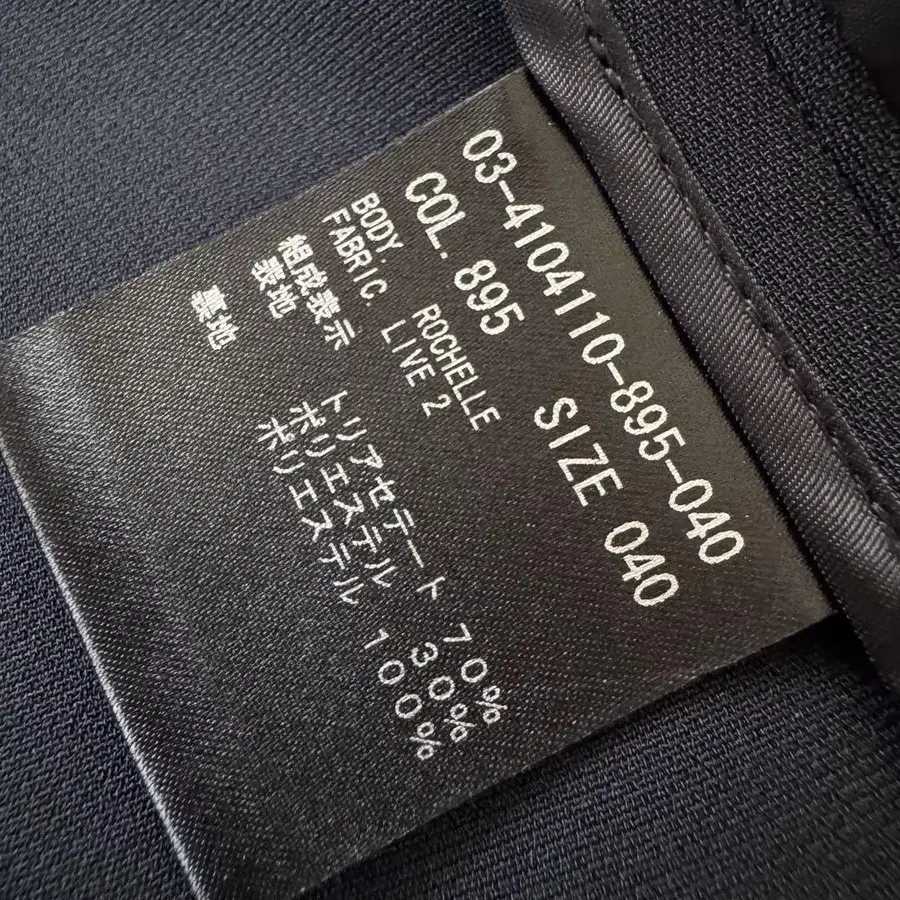 03-4104110-895-040
COL. 895 SIZE 040
BODY. ROCHELLE
FABRIC. LIVE 2
組成表示
表地 トリアセテート 70%
ポリエステル 30%
裏地 ポリエステル 100%